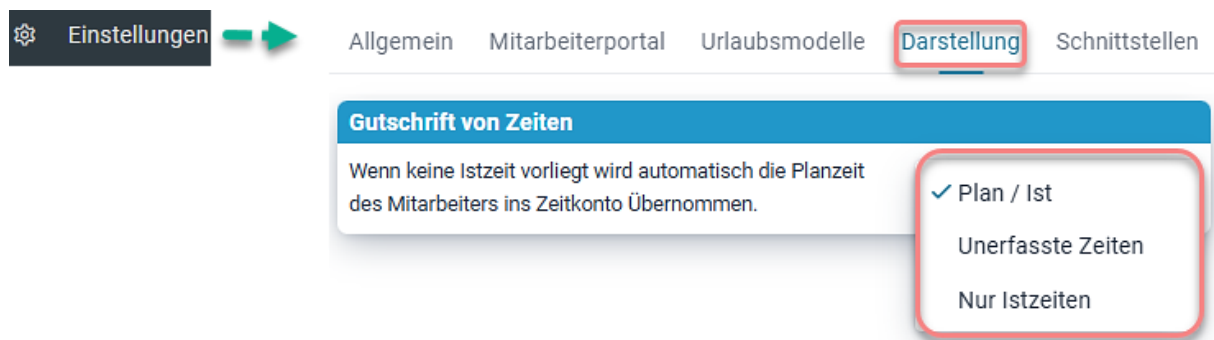 Einstellungen
Allgemein Mitarbeiterportal Urlaubsmodelle Darstellung Schnittstellen
Gutschrift von Zeiten
Wenn keine Istzeit vorliegt wird automatisch die Planzeit
des Mitarbeiters ins Zeitkonto Übernommen.
Plan / Ist
Unerfasste Zeiten
Nur Istzeiten